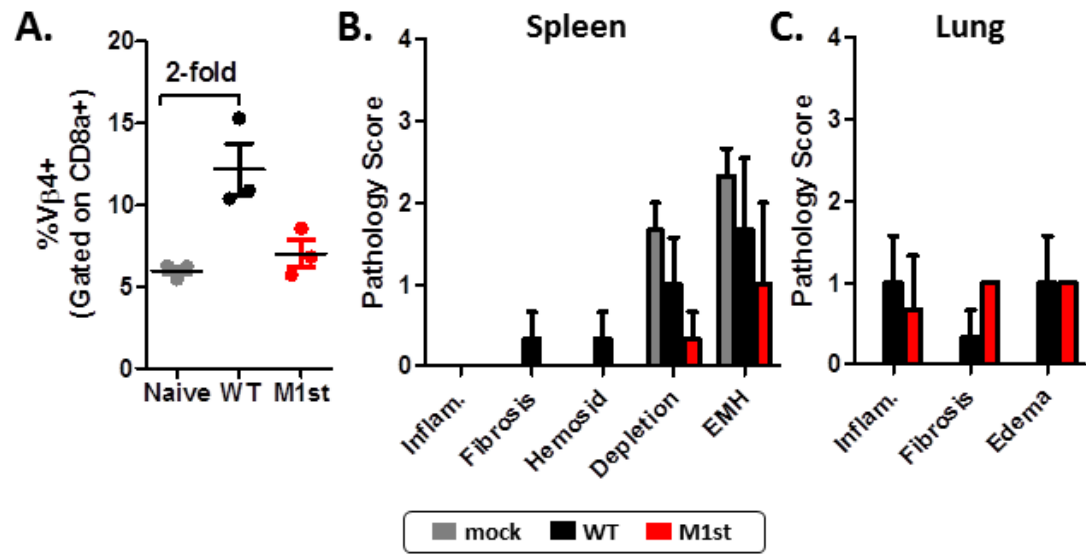 A.
%Vβ4+
(Gated on CD8a+)
20
15
10
5
0
2-fold
Naive WT M1st
B.
Spleen
Pathology Score
4
3
2
1
0
Inflam.
Fibrosis
Hemosid
Depletion
EMH
C.
Lung
Pathology Score
4
3
2
1
0
Inflam.
Fibrosis
Edema
mock WT M1st